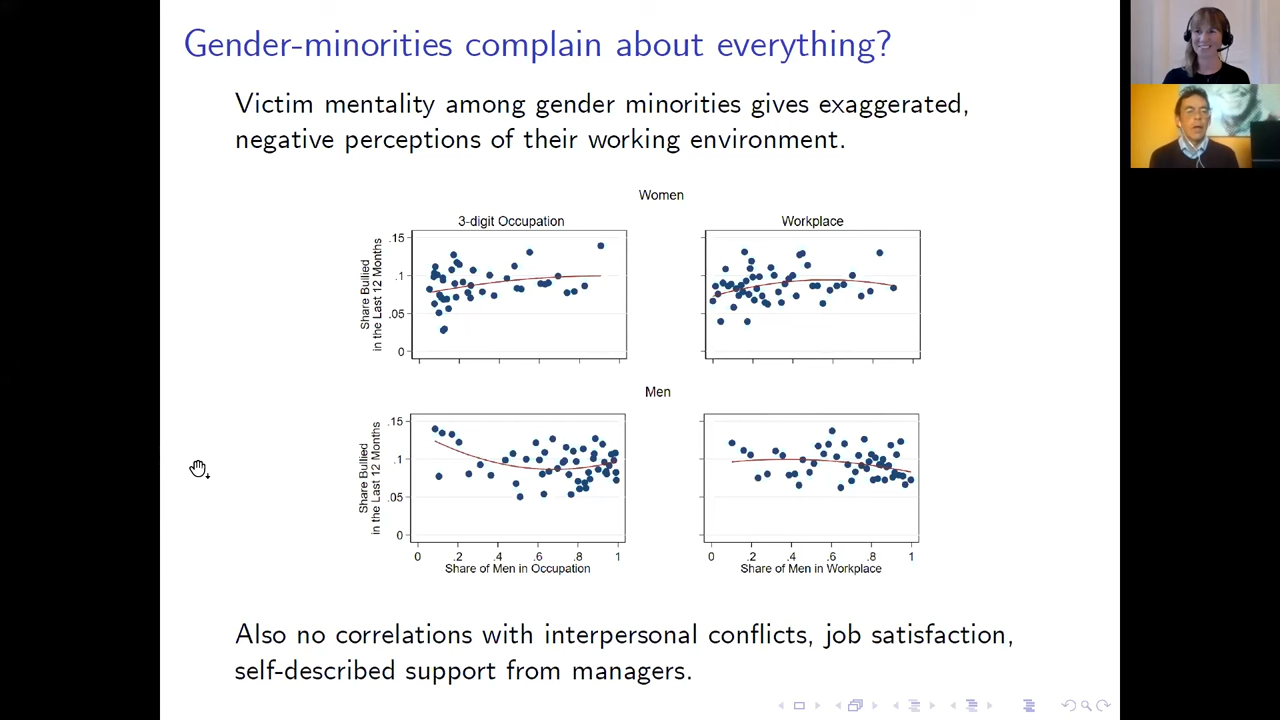 Gender-minorities complain about everything?
Victim mentality among gender minorities gives exaggerated,
negative perceptions of their working environment.
Women
3-digit Occupation
Workplace
Share Bullied
in the Last 12 Months
.15
.1
.05
0
Men
Share Bullied
in the Last 12 Months
.15
.1
.05
0
0 .2 .4 .6 .8 1
Share of Men in Occupation
0 .2 .4 .6 .8 1
Share of Men in Workplace
Also no correlations with interpersonal conflicts, job satisfaction,
self-described support from managers.